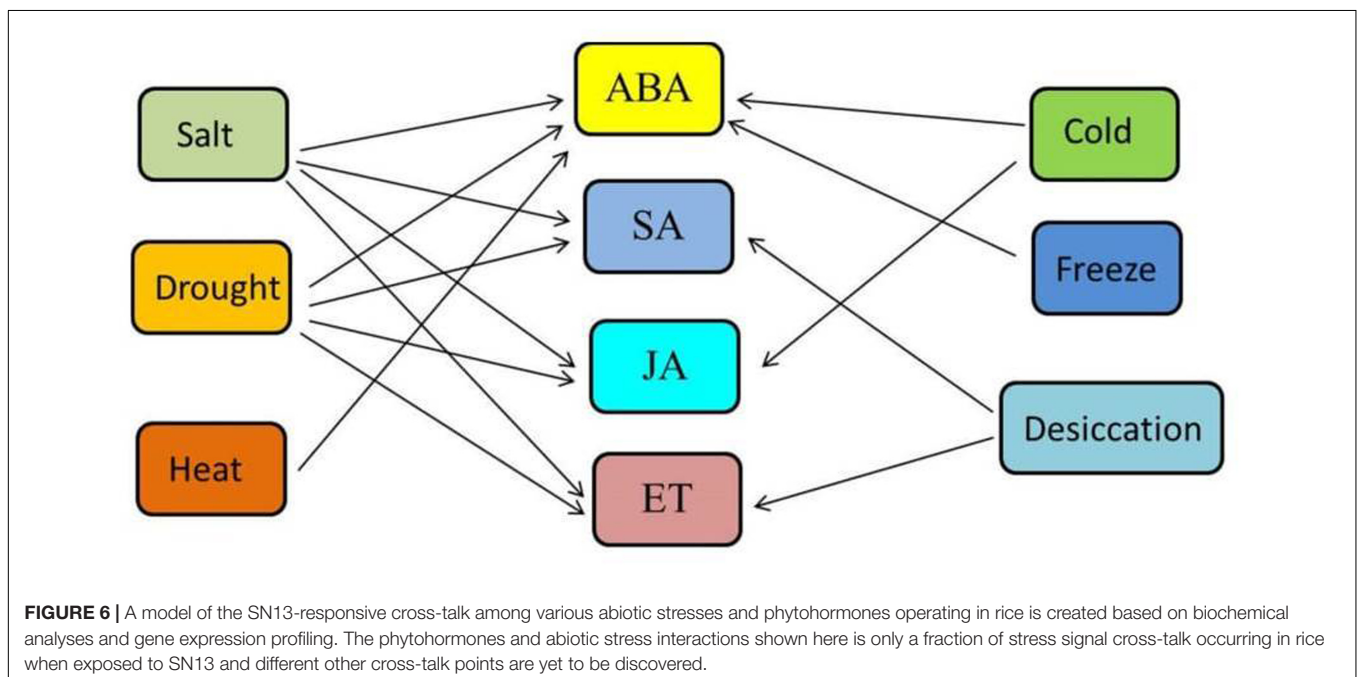 ABA
Salt
Cold
SA
Drought
Freeze
JA
Heat
Desiccation
ET
FIGURE 6 | A model of the SN13-responsive cross-talk among various abiotic stresses and phytohormones operating in rice is created based on biochemical
analyses and gene expression profiling. The phytohormones and abiotic stress interactions shown here is only a fraction of stress signal cross-talk occurring in rice
when exposed to SN13 and different other cross-talk points are yet to be discovered.